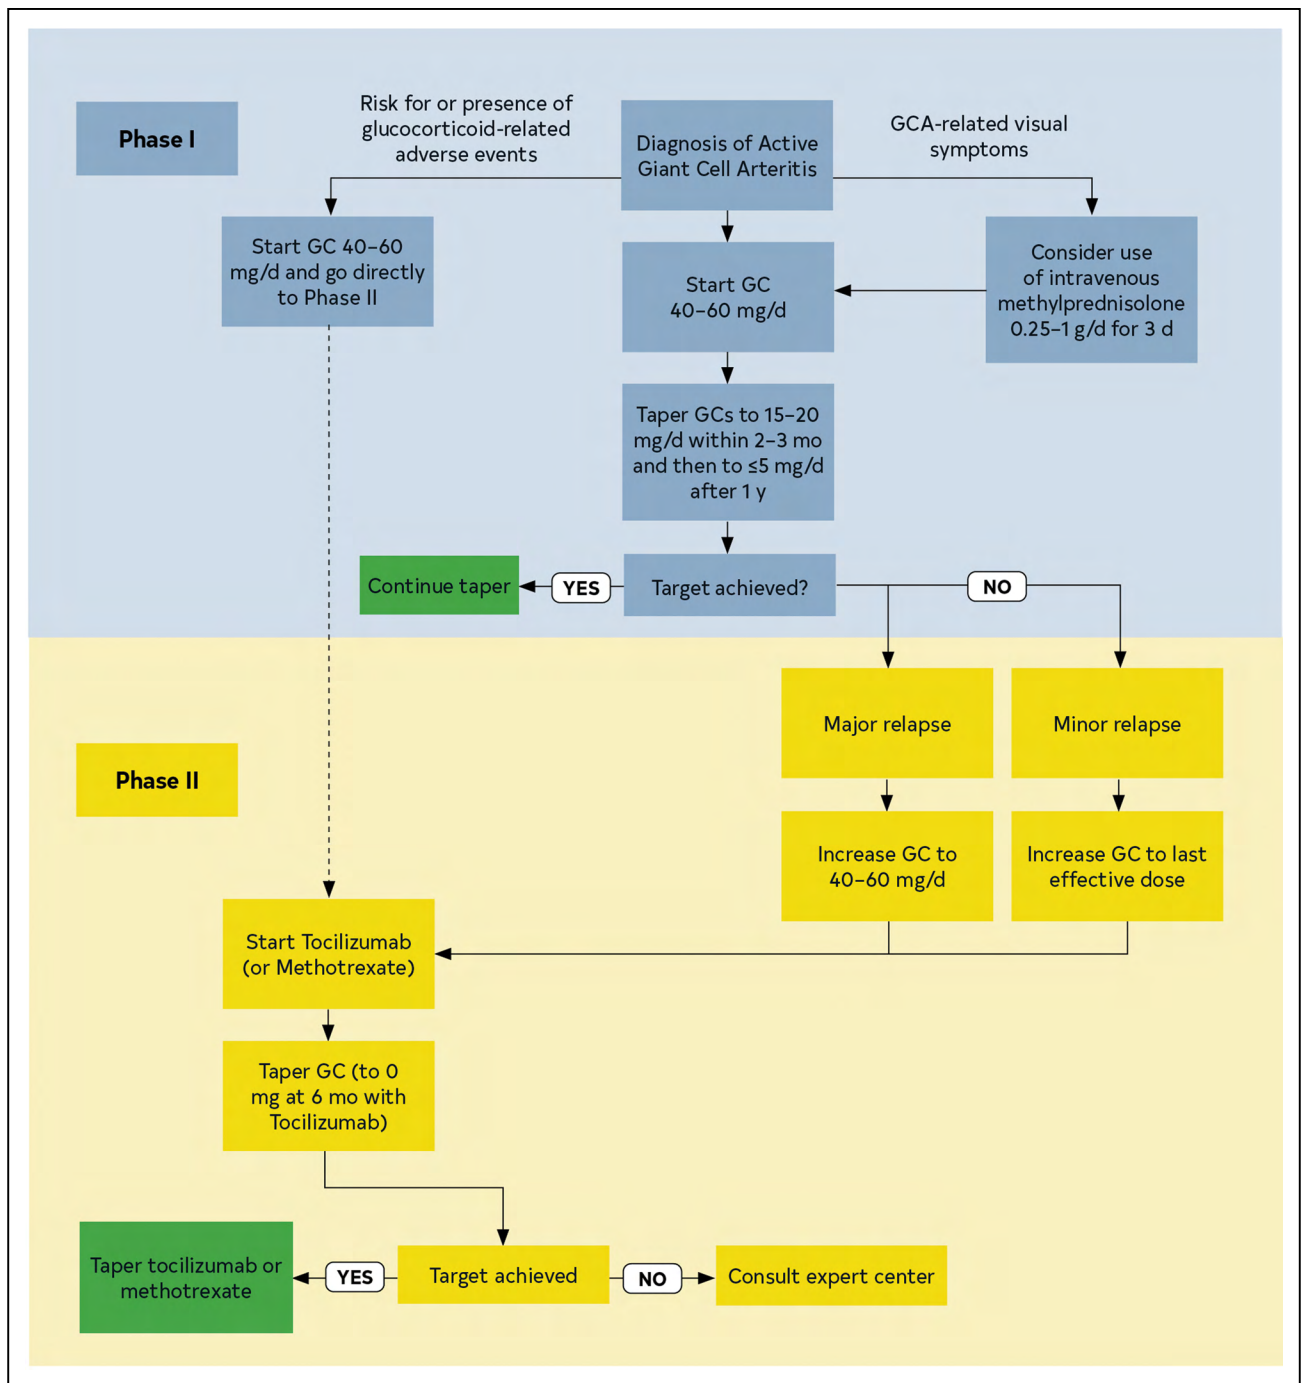 Phase I
Risk for or presence of
glucocorticoid-related
adverse events
Diagnosis of Active
Giant Cell Arteritis
GCA-related visual
symptoms
Start GC 40–60
mg/d and go directly
to Phase II
Start GC
40–60 mg/d
Consider use
of intravenous
methylprednisolone
0.25–1 g/d for 3 d
Taper GCs to 15–20
mg/d within 2–3 mo
and then to ≤5 mg/d
after 1 y
Continue taper
YES
Target achieved?
NO
Major relapse
Minor relapse
Phase II
Increase GC to
40–60 mg/d
Increase GC to last
effective dose
Start Tocilizumab
(or Methotrexate)
Taper GC (to 0
mg at 6 mo with
Tocilizumab)
Taper tocilizumab or
methotrexate
YES
Target achieved
NO
Consult expert center